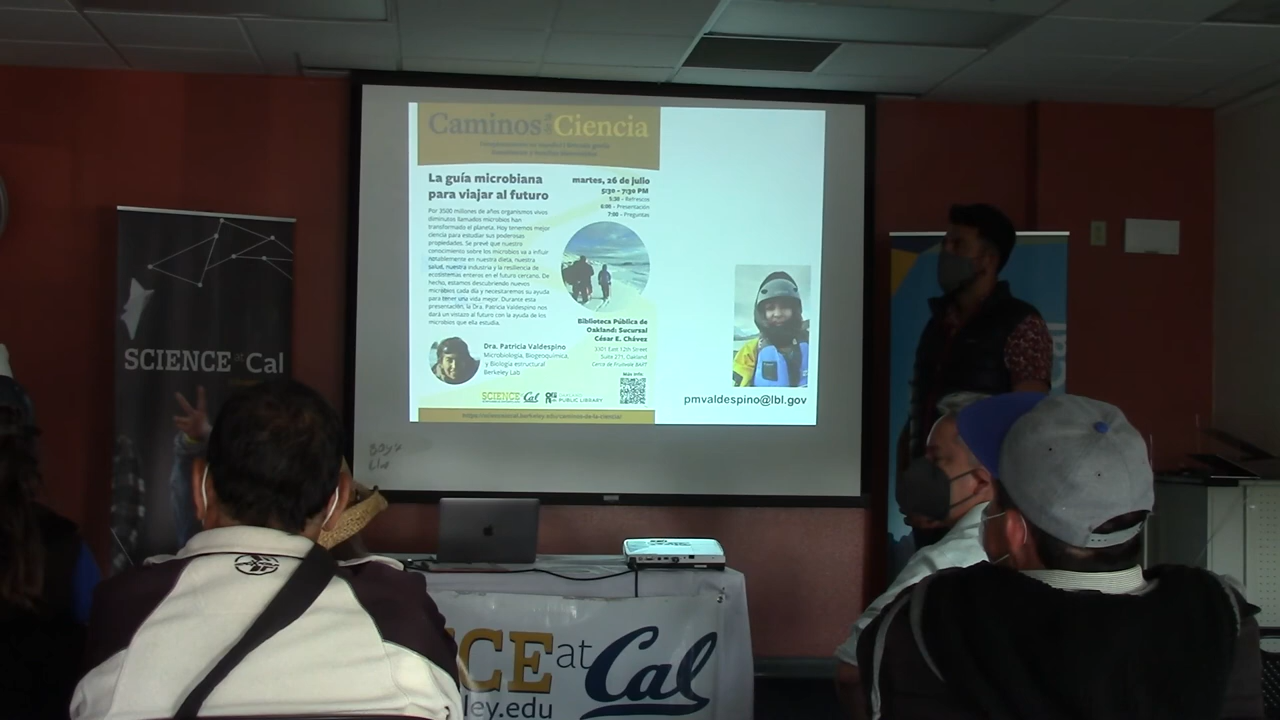 Caminos a la Ciencia
La guía microbiana
para viajar al futuro
martes, 26 de julio
5:30 - 7:30 PM
5:30 - Refrescos
6:00 - Presentación
7:00 - Preguntas
Por 3500 millones de años organismos vivos
diminutos llamados microbios han
transformado el planeta. Hoy tenemos mejor
ciencia para estudiar sus poderosas
propiedades. Se prevé que nuestro
conocimiento sobre los microbios va a influir
notablemente en nuestra dieta, nuestra
salud, nuestra industria y la resiliencia de
ecosistemas enteros en el futuro cercano. De
hecho, estamos descubriendo nuevos
microbios cada día y necesitaremos su ayuda
para tener una vida mejor. Durante esta
presentación, la Dra. Patricia Valdespino nos
dará un vistazo al futuro con la ayuda de los
microbios que ella estudia.
Biblioteca Pública de
Oakland: Sucursal
César E. Chávez
3301 East 12th Street
Suite 271, Oakland
Cerca de Fruitvale BART
Más info
Dra. Patricia Valdespino
Microbiología, Biogeoquímica,
y Biología estructural
Berkeley Lab
SCIENCE at Cal
PUBLIC LIBRARY
pmvaldespino@lbl.gov
SCIENCE at Cal
CE at Cal
ley.edu